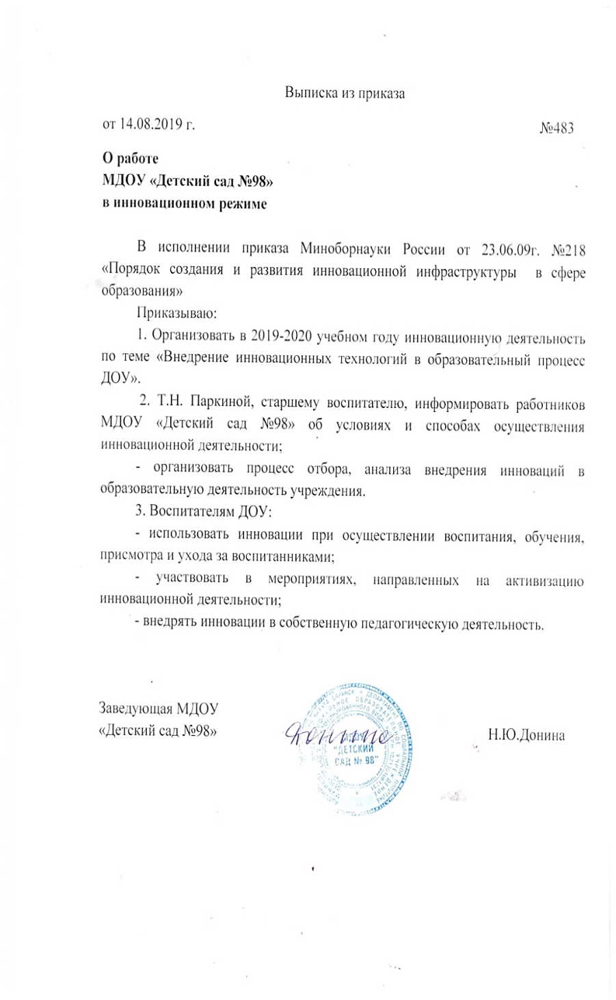 Выписка из приказа
от 14.08.2019 г.
№483
О работе
МДОУ «Детский сад №98»
в инновационном режиме
В исполнении приказа Миноборнауки России от 23.06.09г. №218
«Порядок создания и развития инновационной инфраструктуры в сфере
образования»
Приказываю:
1. Организовать в 2019-2020 учебном году инновационную деятельность
по теме «Внедрение инновационных технологий в образовательный процесс
ДОУ».
2. Т.Н. Паркиной, старшему воспитателю, информировать работников
МДОУ «Детский сад №98» об условиях и способах осуществления
инновационной деятельности;
- организовать процесс отбора, анализа внедрения инноваций в
образовательную деятельность учреждения.
3. Воспитателям ДОУ:
- использовать инновации при осуществлении воспитания, обучения,
присмотра и ухода за воспитанниками;
- участвовать в мероприятиях, направленных на активизацию
инновационной деятельности;
- внедрять инновации в собственную педагогическую деятельность.
Заведующая МДОУ
«Детский сад №98»
Н.Ю.Донина
"ДЕТСКИЙ
САД № 98"